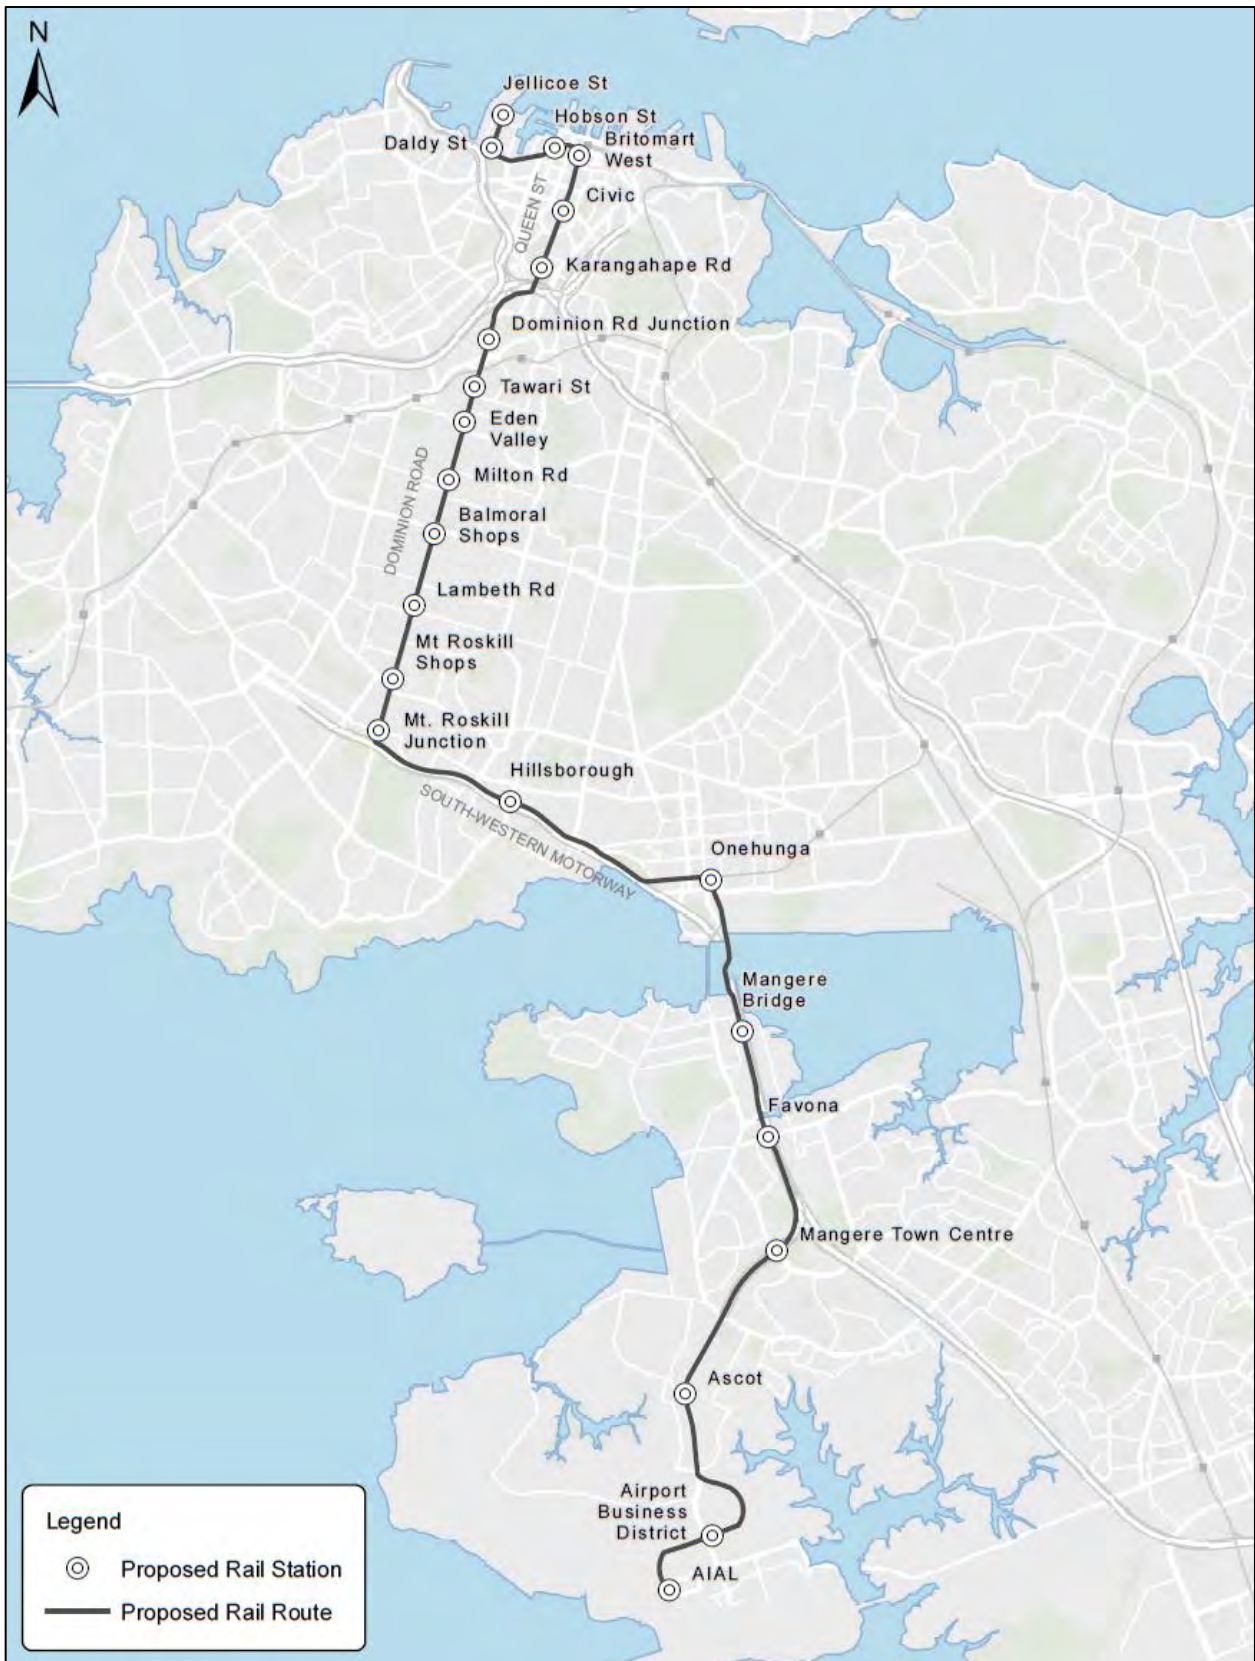 N
Jellicoe St
Hobson St
Daldy St
Britomart
West
QUEEN ST
Civic
Karangahape Rd
Dominion Rd Junction
Tawari St
Eden
Valley
DOMINION ROAD
Milton Rd
Balmoral
Shops
Lambeth Rd
Mt Roskill
Shops
Mt. Roskill
Junction
Hillsborough
SOUTH-WESTERN MOTORWAY
Onehunga
Mangere
Bridge
Favona
Mangere Town Centre
Ascot
Airport
Business
District
AIAL
Legend
Proposed Rail Station
Proposed Rail Route